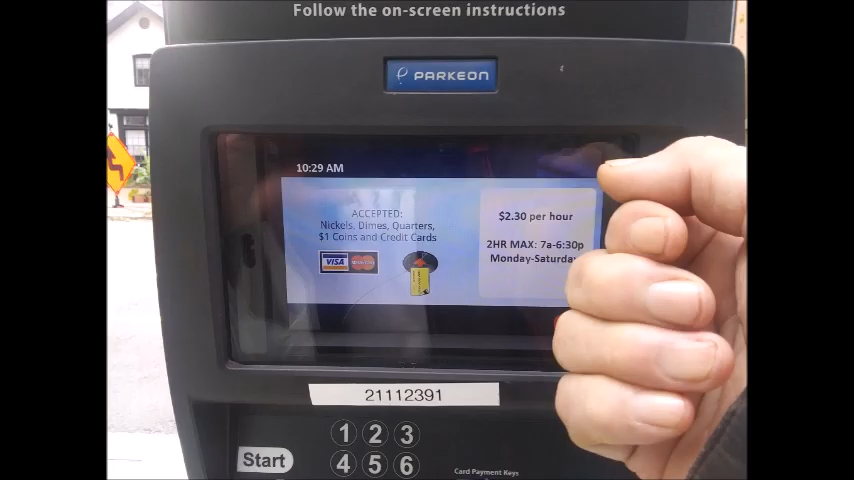 Follow the on-screen instructions
PARKEON
10:29 AM
ACCEPTED:
Nickels, Dimes, Quarters,
$1 Coins and Credit Cards
VISA
MasterCard
$2.30 per hour
2HR MAX: 7a-6:30p
Monday-Saturday
21112391
1 2 3
Start
4 5 6
Card Payment Keys